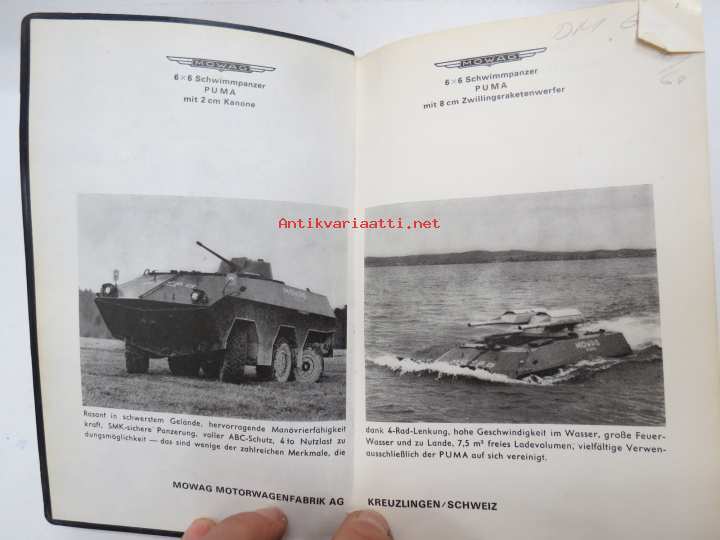 MOWAG
6×6 Schwimmpanzer
PUMA
mit 2 cm Kanone
Rasant in schwerstem Gelände, hervorragende Manövrierfähigkeit
kraft, SMK-sichere Panzerung, voller ABC-Schutz, 4 to Nutzlast zu
dungsmöglichkeit — das sind wenige der zahlreichen Merkmale, die
MOWAG MOTORWAGENFABRIK AG
MOWAG
6×6 Schwimmpanzer
PUMA
mit 8 cm Zwillingsraketenwerfer
MOWAG
dank 4-Rad-Lenkung, hohe Geschwindigkeit im Wasser, große Feuer-
Wasser und zu Lande, 7,5 m³ freies Ladevolumen, vielfältige Verwen-
ausschließlich der PUMA auf sich vereinigt.
KREUZLINGEN/SCHWEIZ
Antikvariaatti.net